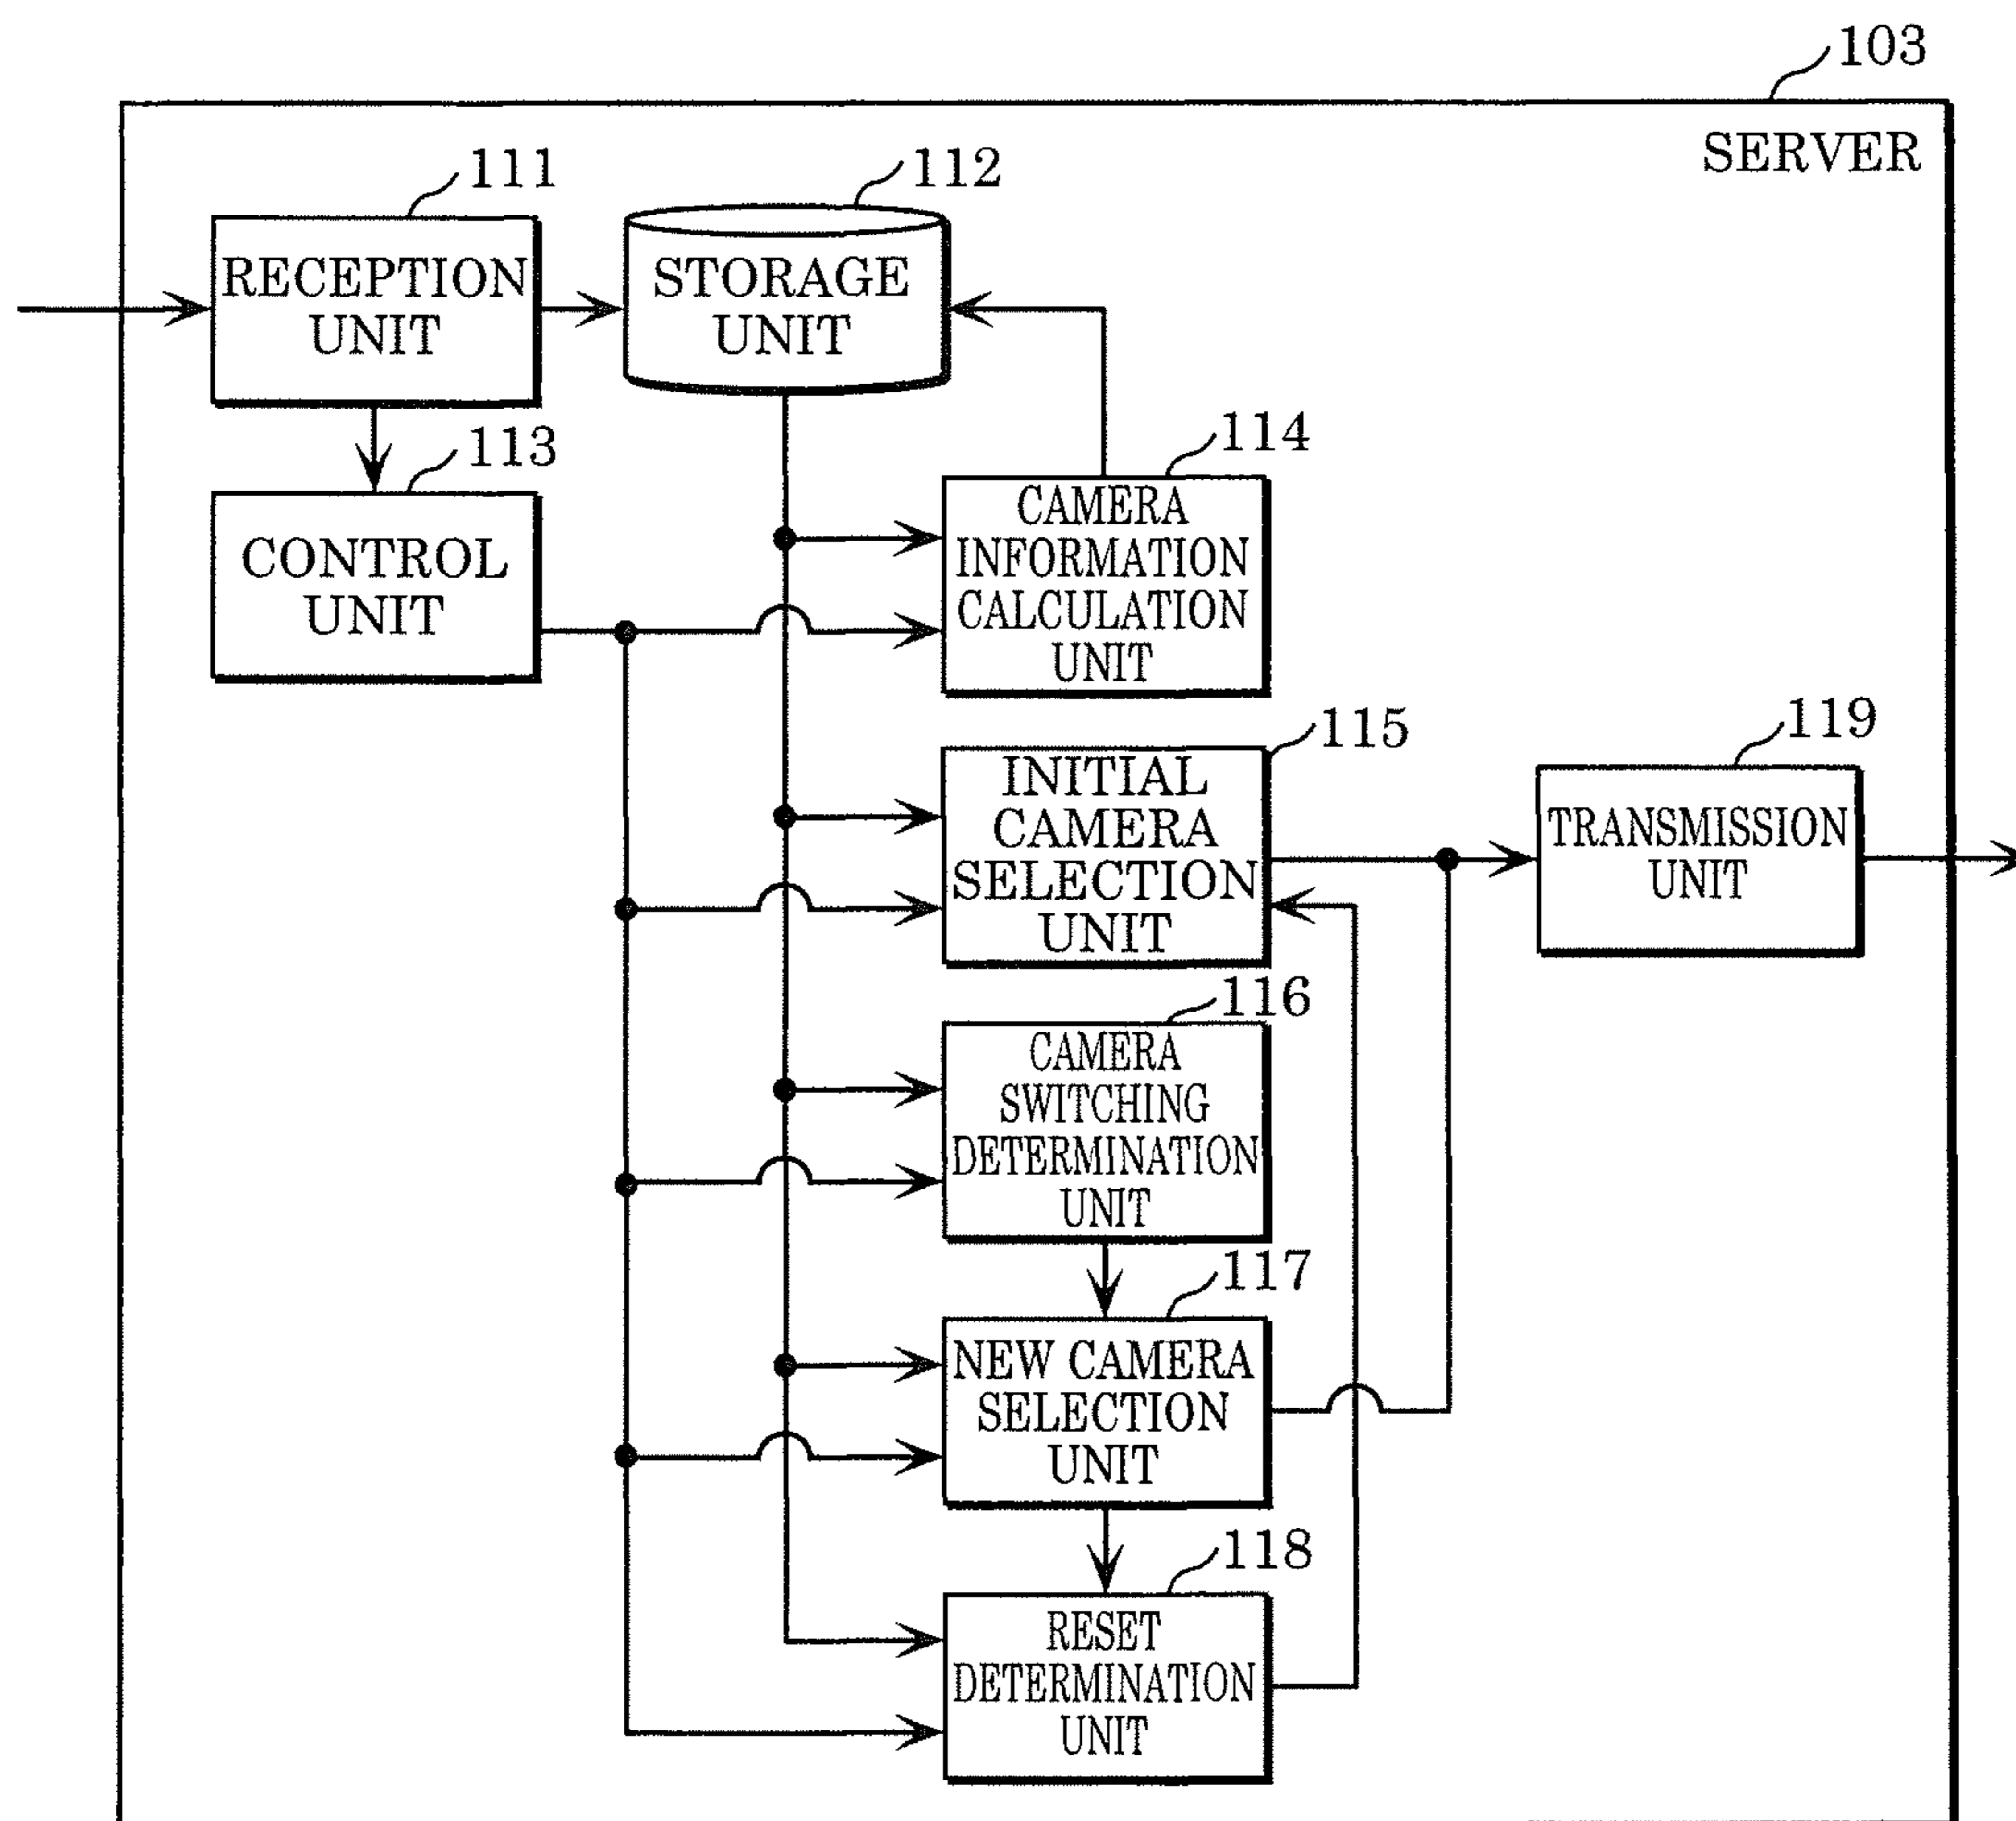 103
SERVER
111
RECEPTION
UNIT
112
STORAGE
UNIT
113
CONTROL
UNIT
114
CAMERA
INFORMATION
CALCULATION
UNIT
115
INITIAL
CAMERA
SELECTION
UNIT
119
TRANSMISSION
UNIT
116
CAMERA
SWITCHING
DETERMINATION
UNIT
117
NEW CAMERA
SELECTION
UNIT
118
RESET
DETERMINATION
UNIT